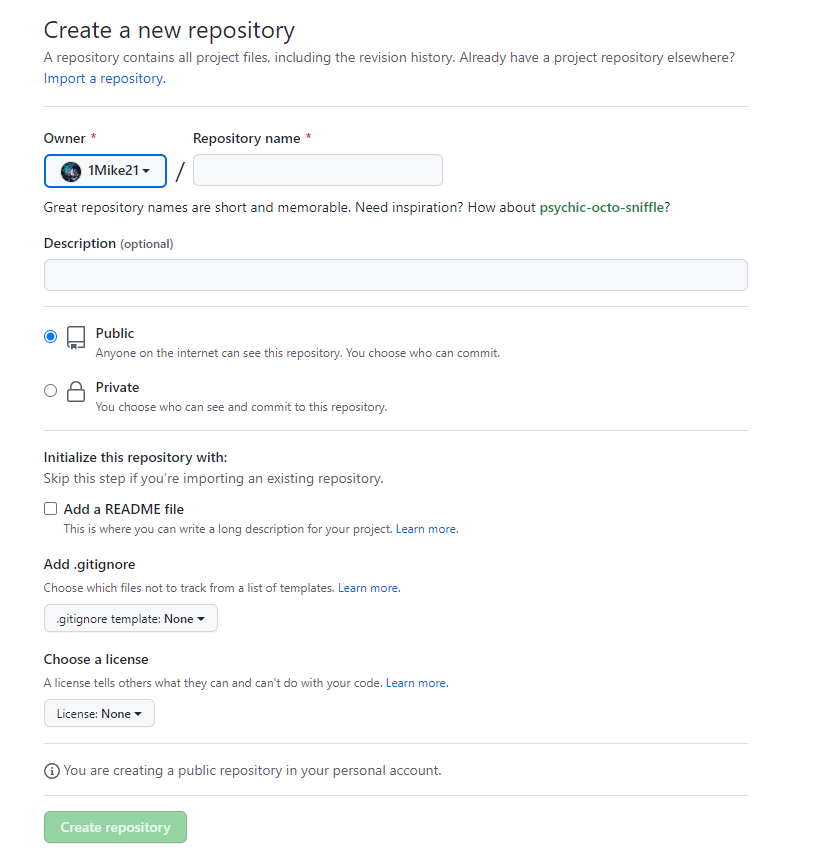 Create a new repository
A repository contains all project files, including the revision history. Already have a project repository elsewhere?
Import a repository.
Owner * Repository name *
1Mike21 /
Great repository names are short and memorable. Need inspiration? How about psychic-octo-sniffle?
Description (optional)
Public
Anyone on the internet can see this repository. You choose who can commit.
Private
You choose who can see and commit to this repository.
Initialize this repository with:
Skip this step if you’re importing an existing repository.
Add a README file
This is where you can write a long description for your project. Learn more.
Add .gitignore
Choose which files not to track from a list of templates. Learn more.
.gitignore template: None
Choose a license
A license tells others what they can and can't do with your code. Learn more.
License: None
You are creating a public repository in your personal account.
Create repository